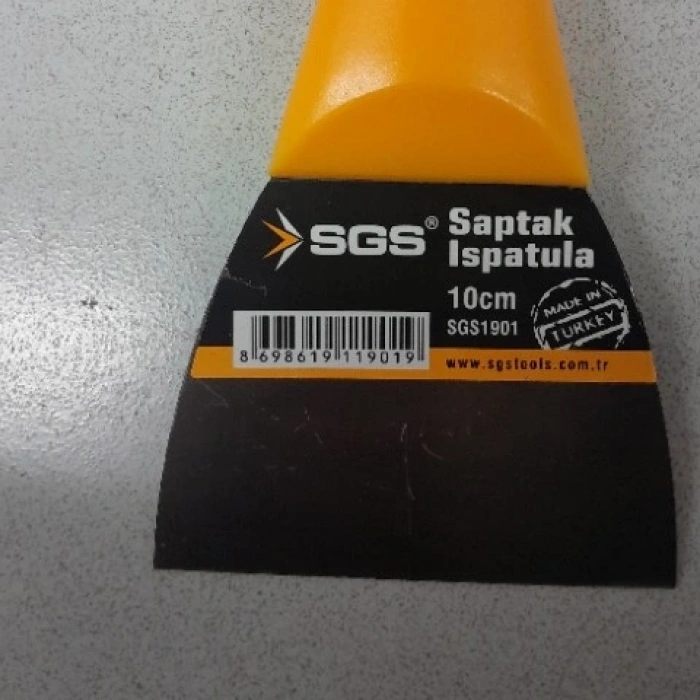 SGS®
Saptak
Ispatula
10cm
SGS1901
MADE IN
TURKEY
8 698619 119019
www.sgstools.com.tr